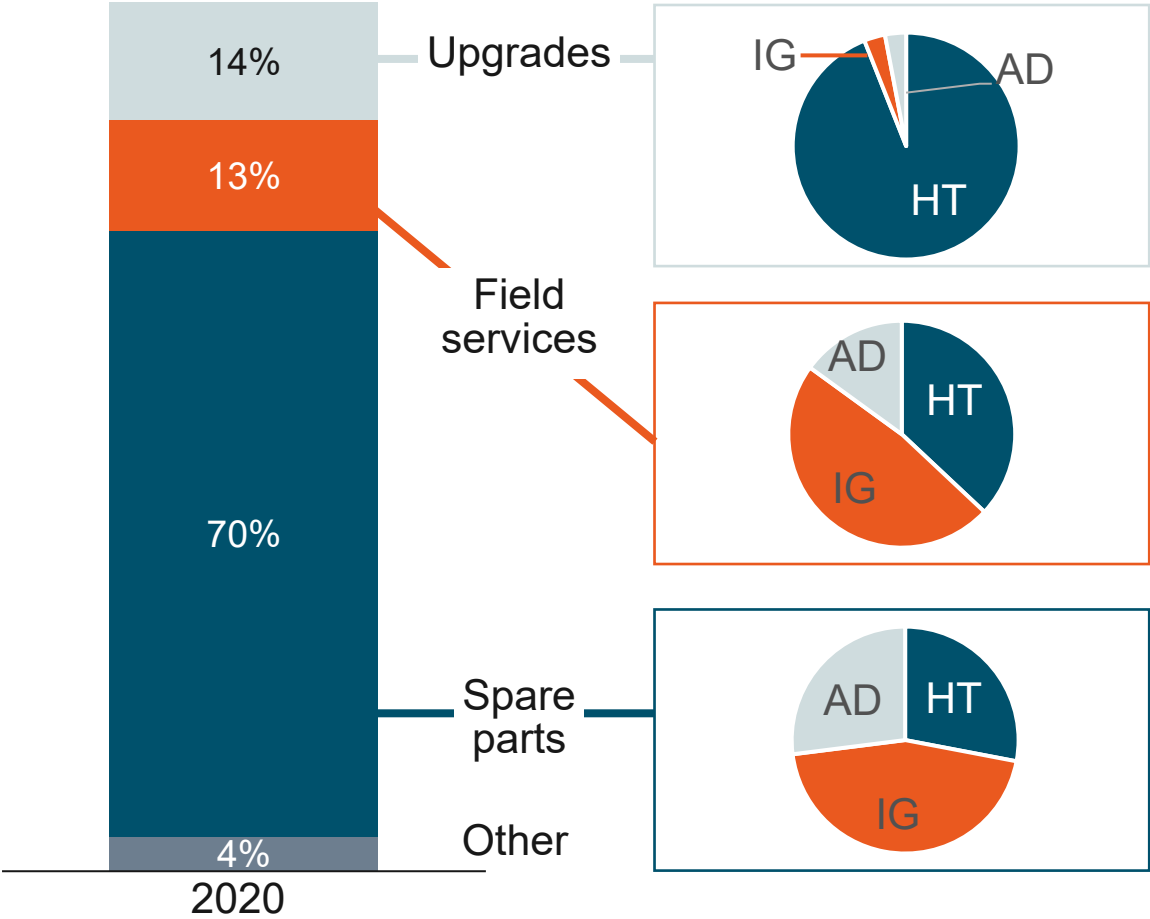 14%
Upgrades
IG
AD
HT
13%
Field
services
AD
HT
IG
70%
Spare
parts
AD
HT
IG
Other
4%
2020